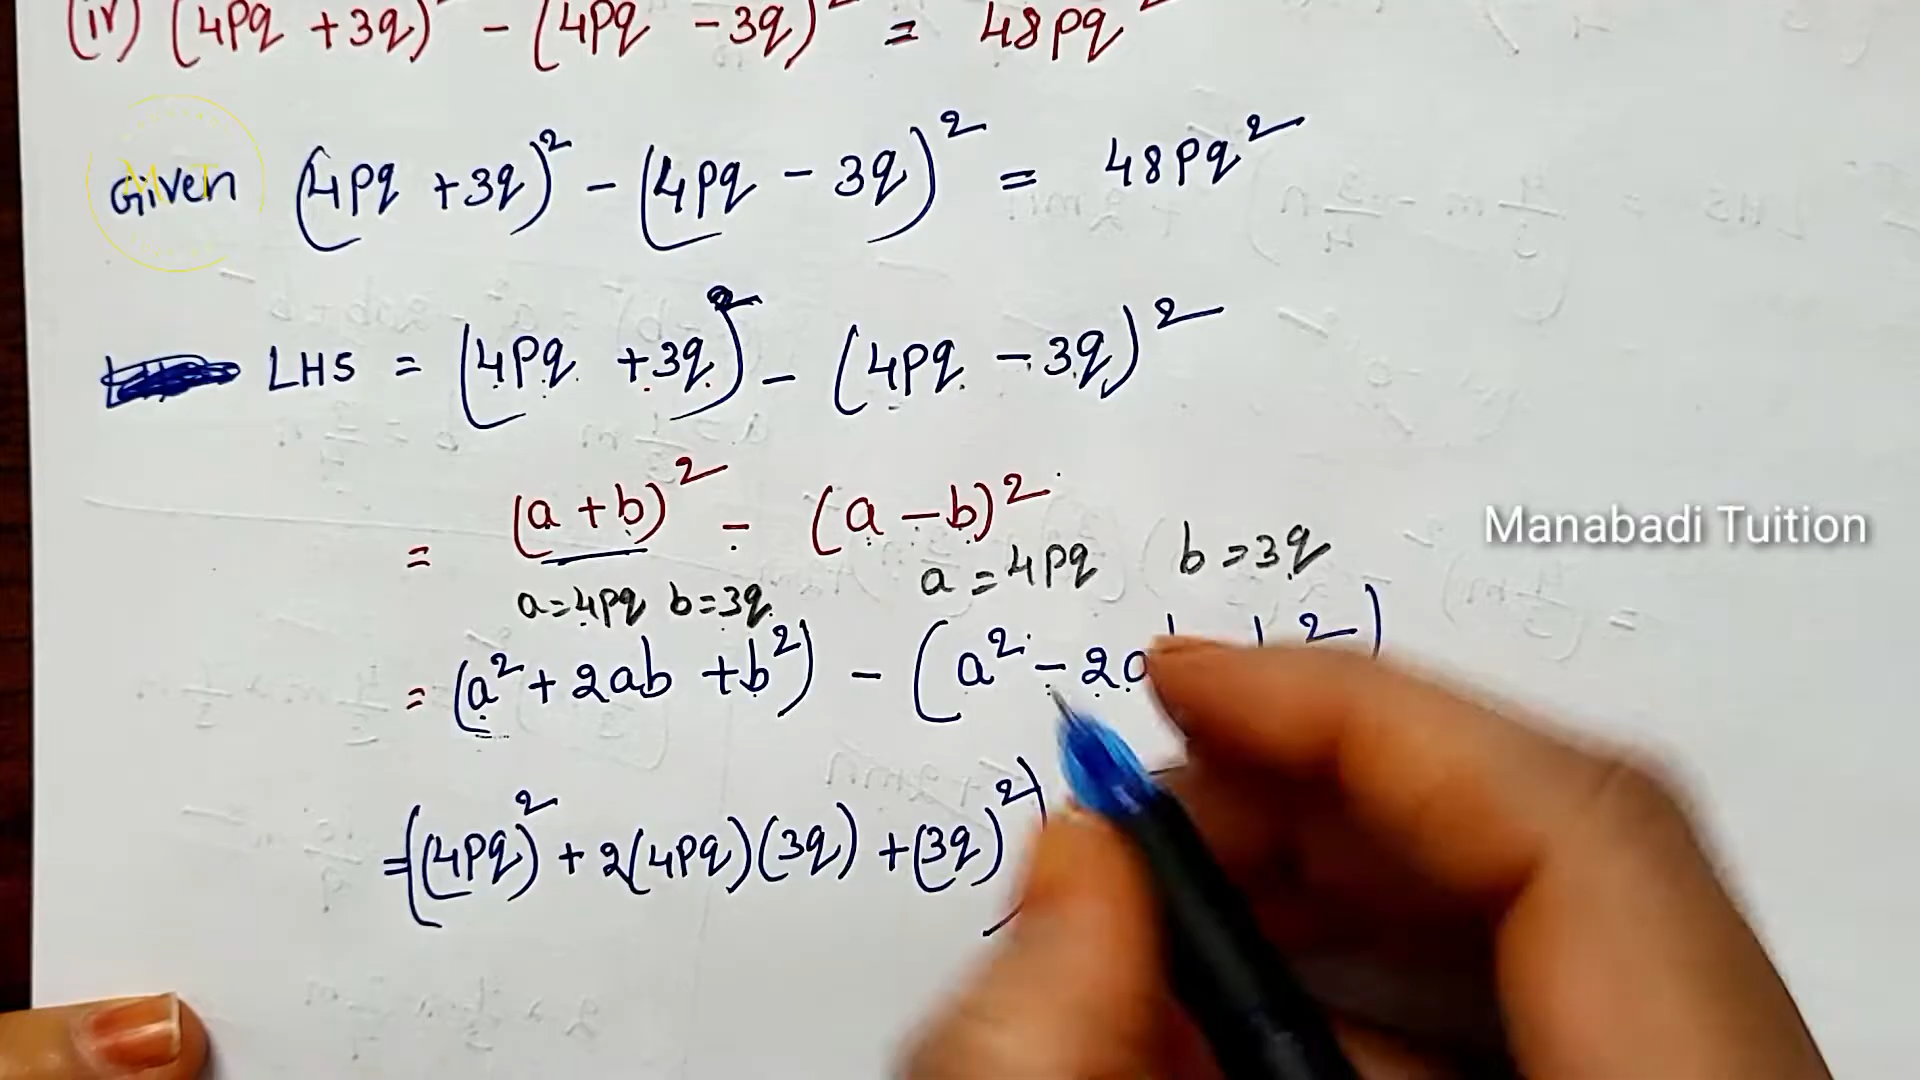 (iv) (4pq + 3q)² - (4pq - 3q)² = 48pq²
MT
Given (4pq + 3q)² - (4pq - 3q)² = 48pq²
LHS = (4pq + 3q)² - (4pq - 3q)²
= (a + b)² - (a - b)²
Manabadi Tuition
a = 4pq b = 3q a = 4pq b = 3q
= (a² + 2ab + b²) - (a² - 2a ²)
= ((4pq)² + 2(4pq)(3q) + (3q)²)